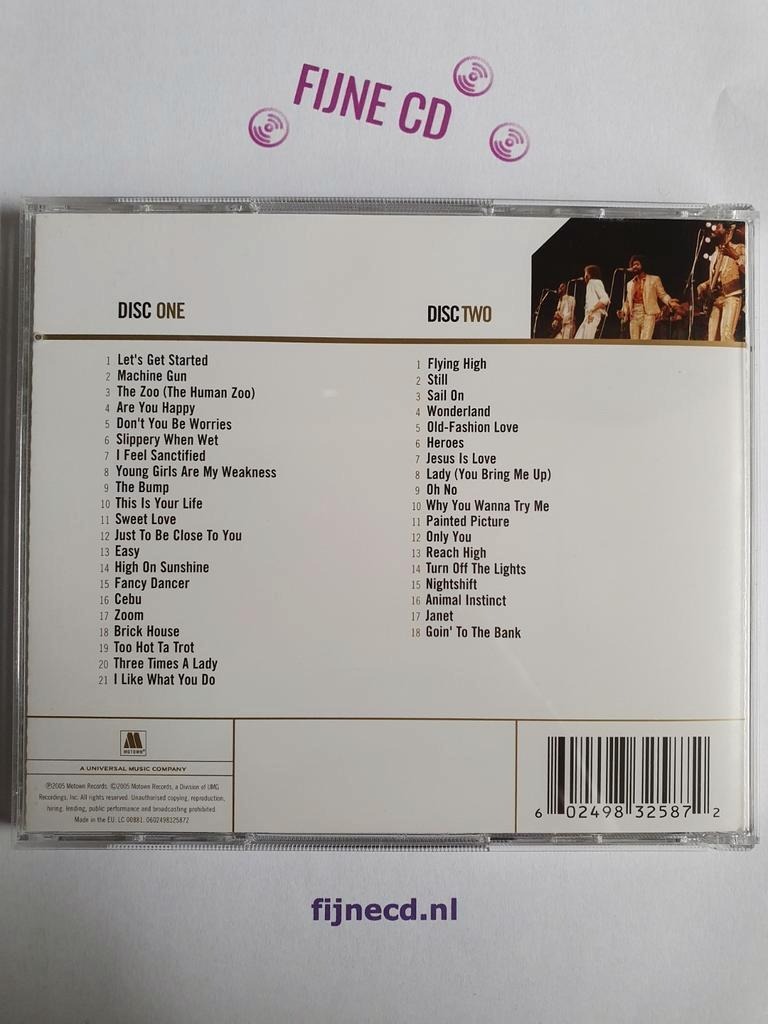 FIJNE CD
DISC ONE
1 Let's Get Started
2 Machine Gun
3 The Zoo (The Human Zoo)
4 Are You Happy
5 Don't You Be Worries
6 Slippery When Wet
7 I Feel Sanctified
8 Young Girls Are My Weakness
9 The Bump
10 This Is Your Life
11 Sweet Love
12 Just To Be Close To You
13 Easy
14 High On Sunshine
15 Fancy Dancer
16 Cebu
17 Zoom
18 Brick House
19 Too Hot Ta Trot
20 Three Times A Lady
21 I Like What You Do
DISC TWO
1 Flying High
2 Still
3 Sail On
4 Wonderland
5 Old-Fashion Love
6 Heroes
7 Jesus Is Love
8 Lady (You Bring Me Up)
9 Oh No
10 Why You Wanna Try Me
11 Painted Picture
12 Only You
13 Reach High
14 Turn Off The Lights
15 Nightshift
16 Animal Instinct
17 Janet
18 Goin' To The Bank
MOTOWN
A UNIVERSAL MUSIC COMPANY
℗2005 Motown Records. ©2005 Motown Records, a Division of UMG
Recordings, Inc. All rights reserved. Unauthorised copying, reproduction,
hiring, lending, public performance and broadcasting prohibited.
Made in the EU. LC 00881. 0602498325872
6 02498 32587 2
fijnecd.nl